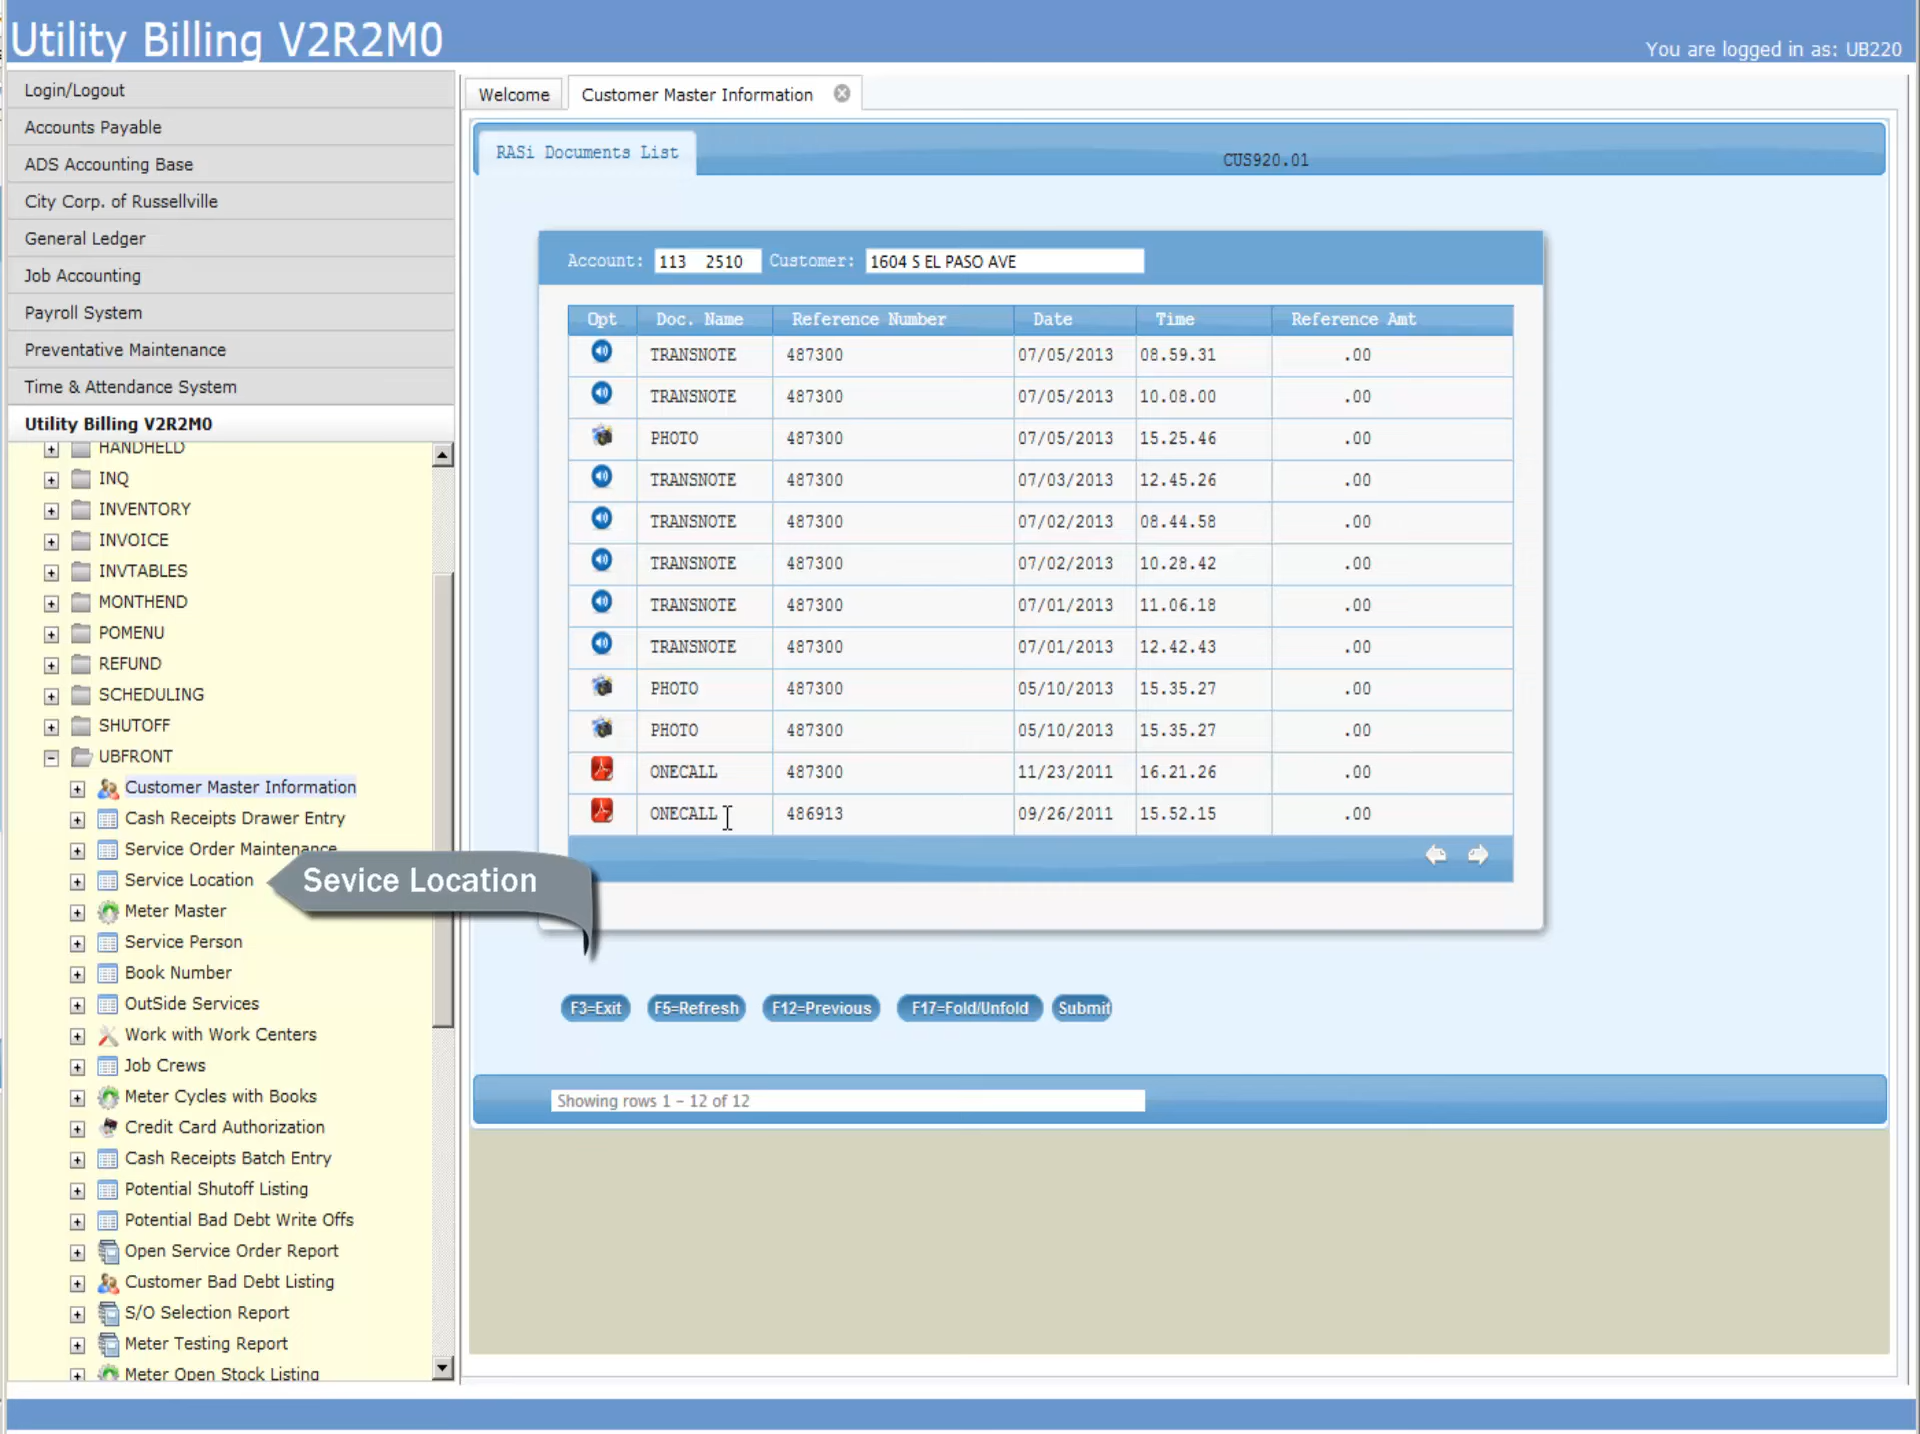 Utility Billing V2R2M0
You are logged in as: UB220
Login/Logout
Accounts Payable
ADS Accounting Base
City Corp. of Russellville
General Ledger
Job Accounting
Payroll System
Preventative Maintenance
Time & Attendance System
Utility Billing V2R2M0
HANDHELD
INQ
INVENTORY
INVOICE
INVTABLES
MONTHEND
POMENU
REFUND
SCHEDULING
SHUTOFF
UBFRONT
Customer Master Information
Cash Receipts Drawer Entry
Service Order Maintenance
Service Location
Meter Master
Service Person
Book Number
OutSide Services
Work with Work Centers
Job Crews
Meter Cycles with Books
Credit Card Authorization
Cash Receipts Batch Entry
Potential Shutoff Listing
Potential Bad Debt Write Offs
Open Service Order Report
Customer Bad Debt Listing
S/O Selection Report
Meter Testing Report
Meter Open Stock Listing
Sevice Location
Welcome Customer Master Information
RASi Documents List CUS920.01
Account: 113 2510 Customer: 1604 S EL PASO AVE
Opt Doc. Name Reference Number Date Time Reference Amt
TRANSNOTE 487300 07/05/2013 08.59.31 .00
TRANSNOTE 487300 07/05/2013 10.08.00 .00
PHOTO 487300 07/05/2013 15.25.46 .00
TRANSNOTE 487300 07/03/2013 12.45.26 .00
TRANSNOTE 487300 07/02/2013 08.44.58 .00
TRANSNOTE 487300 07/02/2013 10.28.42 .00
TRANSNOTE 487300 07/01/2013 11.06.18 .00
TRANSNOTE 487300 07/01/2013 12.42.43 .00
PHOTO 487300 05/10/2013 15.35.27 .00
PHOTO 487300 05/10/2013 15.35.27 .00
ONECALL 487300 11/23/2011 16.21.26 .00
ONECALL 486913 09/26/2011 15.52.15 .00
F3=Exit F5=Refresh F12=Previous F17=Fold/Unfold Submit
Showing rows 1 - 12 of 12